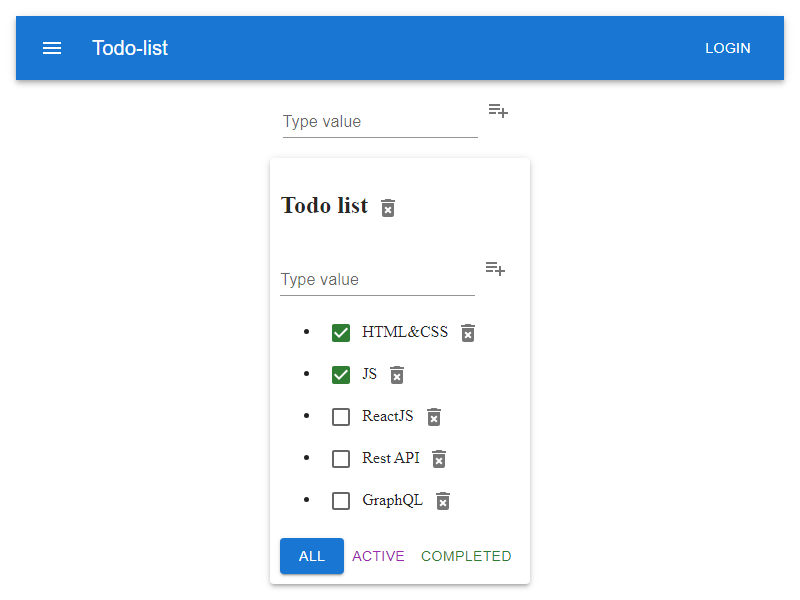 Todo-list LOGIN
Type value
Todo list
Type value
HTML&CSS
JS
ReactJS
Rest API
GraphQL
ALL ACTIVE COMPLETED